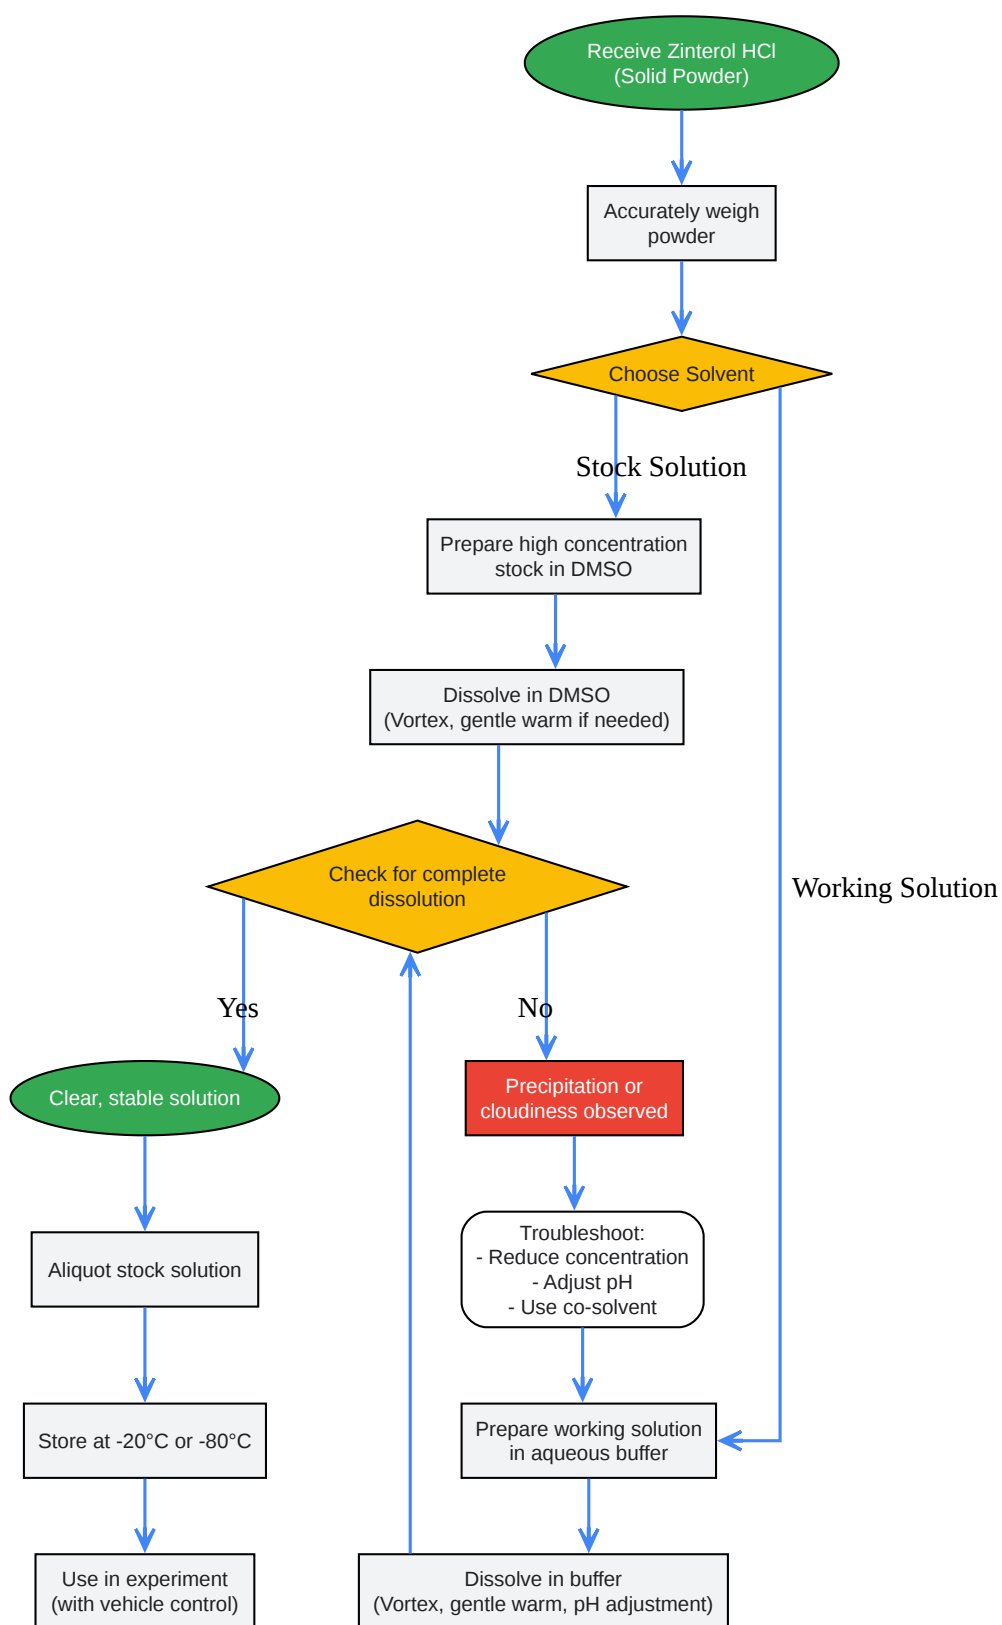 Receive Zinterol HCl
(Solid Powder)
Accurately weigh
powder
Choose Solvent
Stock Solution
Prepare high concentration
stock in DMSO
Dissolve in DMSO
(Vortex, gentle warm if needed)
Check for complete
dissolution
Working Solution
Yes
No
Clear, stable solution
Precipitation or
cloudiness observed
Aliquot stock solution
Troubleshoot:
- Reduce concentration
- Adjust pH
- Use co-solvent
Store at -20°C or -80°C
Prepare working solution
in aqueous buffer
Use in experiment
(with vehicle control)
Dissolve in buffer
(Vortex, gentle warm, pH adjustment)